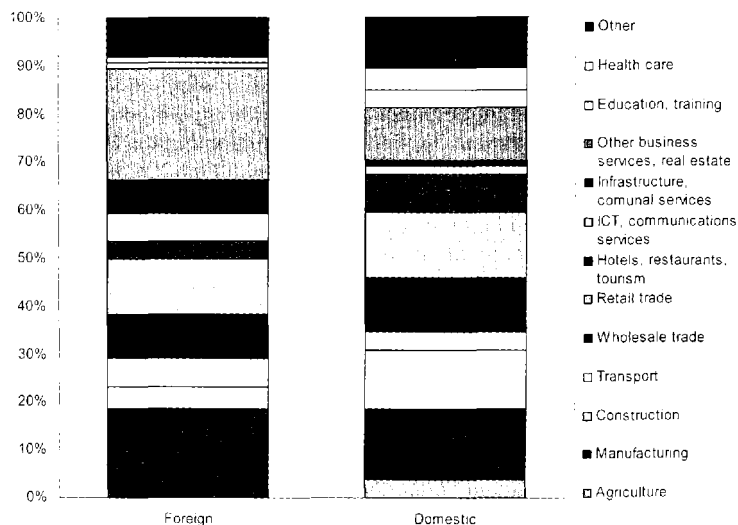 100%
90%
80%
70%
60%
50%
40%
30%
20%
10%
0%
Foreign
Domestic
Other
Health care
Education, training
Other business
services, real estate
Infrastructure,
comunal services
ICT, communications
services
Hotels, restaurants,
tourism
Retail trade
Wholesale trade
Transport
Construction
Manufacturing
Agriculture